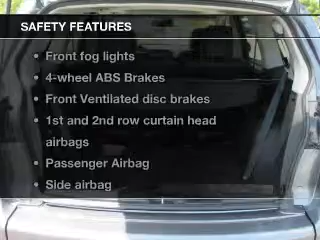 SAFETY FEATURES
• Front fog lights
• 4-wheel ABS Brakes
• Front Ventilated disc brakes
• 1st and 2nd row curtain head
airbags
• Passenger Airbag
• Side airbag